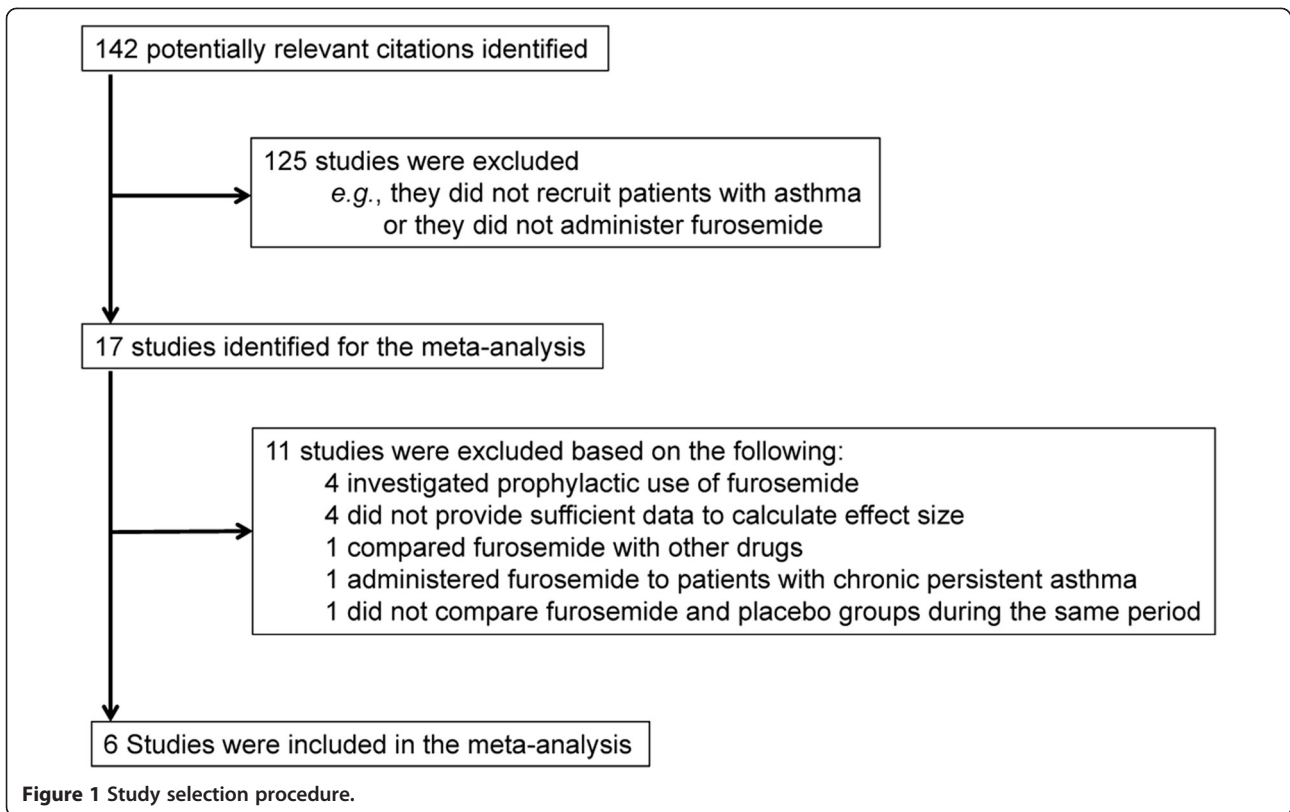 142 potentially relevant citations identified
125 studies were excluded
e.g., they did not recruit patients with asthma
or they did not administer furosemide
17 studies identified for the meta-analysis
11 studies were excluded based on the following:
4 investigated prophylactic use of furosemide
4 did not provide sufficient data to calculate effect size
1 compared furosemide with other drugs
1 administered furosemide to patients with chronic persistent asthma
1 did not compare furosemide and placebo groups during the same period
6 Studies were included in the meta-analysis
Figure 1 Study selection procedure.